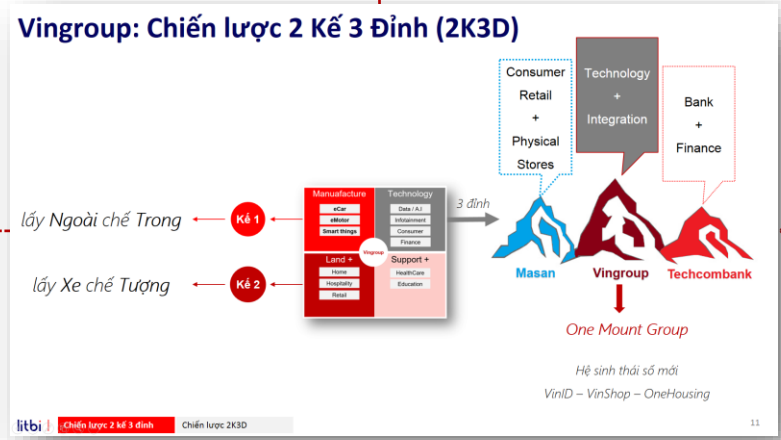 Vingroup: Chiến lược 2 Kế 3 Đỉnh (2K3D)
Consumer
Retail
+
Physical
Stores
Technology
+
Integration
Bank
+
Finance
lấy Ngoài chế Trong
Kế 1
lấy Xe chế Tượng
Kế 2
Manuafacture
eCar
eMotor
Smart things
Technology
Data / A.I
Infotainment
Consumer
Finance
Vingroup
Land +
Home
Hospitality
Retail
Support +
HealthCare
Education
3 đỉnh
Masan
Vingroup
Techcombank
One Mount Group
Hệ sinh thái số mới
VinID – VinShop – OneHousing
litbi
Chiến lược 2 kế 3 đỉnh
Chiến lược 2K3D
11